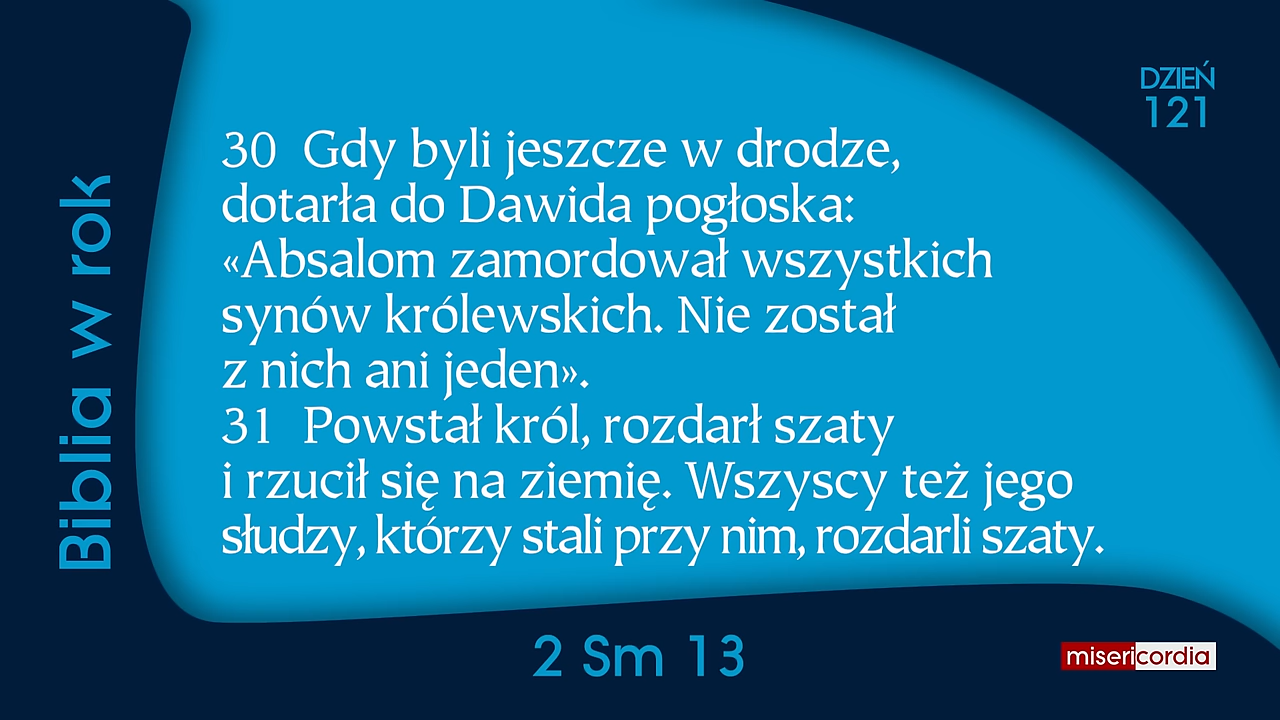 DZIEŃ
121
30 Gdy byli jeszcze w drodze,
dotarła do Dawida pogłoska:
«Absalom zamordował wszystkich
synów królewskich. Nie został
z nich ani jeden».
31 Powstał król, rozdarł szaty
i rzucił się na ziemię. Wszyscy też jego
słudzy, którzy stali przy nim, rozdarli szaty.
Biblia w rok
2 Sm 13
misericordia